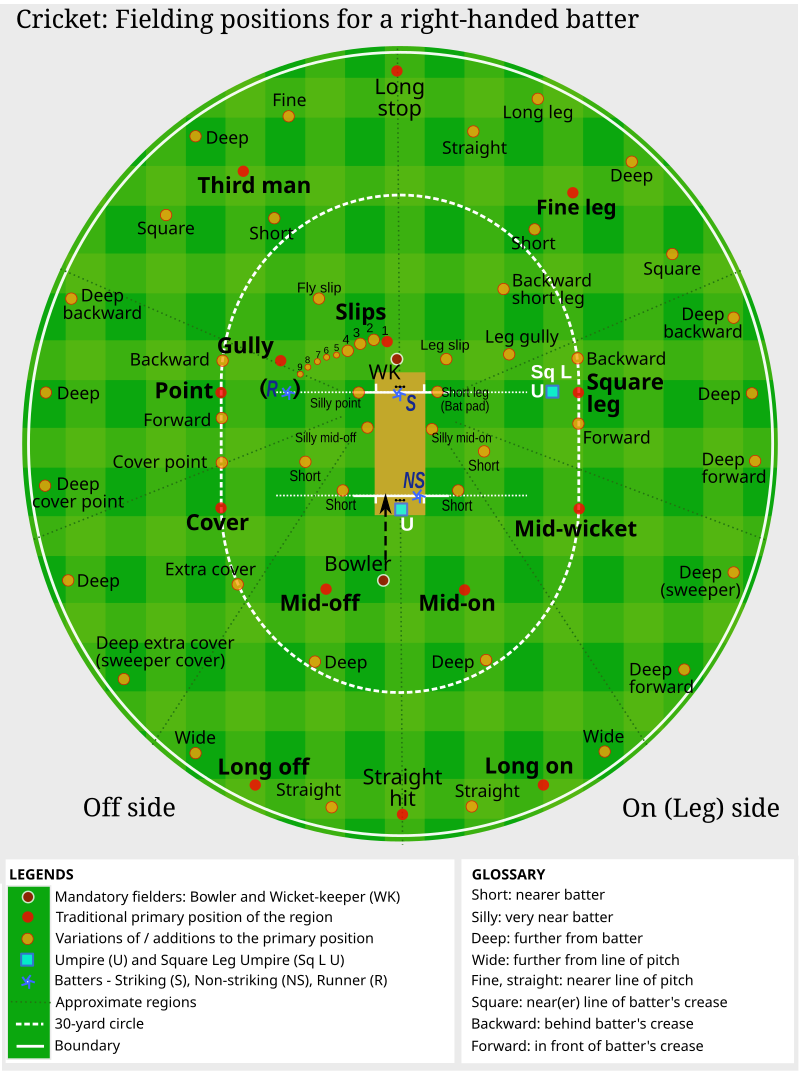 Cricket: Fielding positions for a right-handed batter
Long
stop
Fine
Long leg
Deep
Straight
Deep
Third man
Fine leg
Square
Short
Short
Square
Fly slip
Backward
short leg
Deep
backward
Slips
Deep
backward
Gully
9 8 7 6 5 4 3 2 1
Leg slip
Leg gully
Backward
WK
Backward
Sq L
U
Point
(R )
S
Square
leg
Deep
Silly point
Short leg
(Bat pad)
Deep
Forward
Silly mid-off
Silly mid-on
Forward
Cover point
Short
Short
Deep
forward
Deep
cover point
NS
Short
Short
Cover
U
Mid-wicket
Bowler
Extra cover
Deep
Deep
(sweeper)
Mid-off
Mid-on
Deep extra cover
(sweeper cover)
Deep
Deep
Deep
forward
Wide
Wide
Long off
Straight
hit
Long on
Straight
Straight
Off side
On (Leg) side
LEGENDS
Mandatory fielders: Bowler and Wicket-keeper (WK)
Traditional primary position of the region
Variations of / additions to the primary position
Umpire (U) and Square Leg Umpire (Sq L U)
Batters - Striking (S), Non-striking (NS), Runner (R)
Approximate regions
30-yard circle
Boundary
GLOSSARY
Short: nearer batter
Silly: very near batter
Deep: further from batter
Wide: further from line of pitch
Fine, straight: nearer line of pitch
Square: near(er) line of batter's crease
Backward: behind batter's crease
Forward: in front of batter's crease